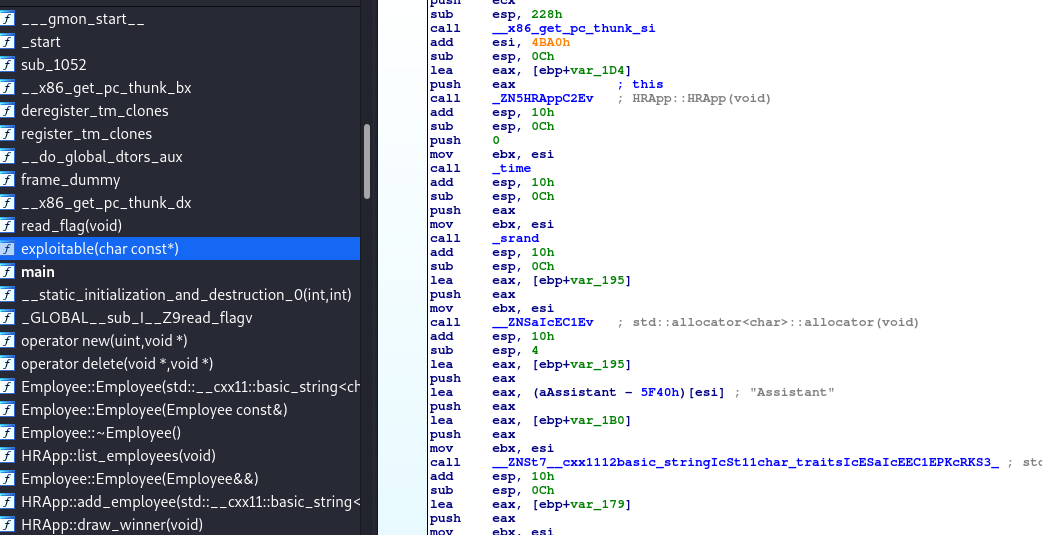 ___gmon_start__
_start
sub_1052
__x86_get_pc_thunk_bx
deregister_tm_clones
register_tm_clones
__do_global_dtors_aux
frame_dummy
__x86_get_pc_thunk_dx
read_flag(void)
exploitable(char const*)
main
__static_initialization_and_destruction_0(int,int)
_GLOBAL__sub_I__Z9read_flagv
operator new(uint,void *)
operator delete(void *,void *)
Employee::Employee(std::__cxx11::basic_string<ch
Employee::Employee(Employee const&)
Employee::~Employee()
HRApp::list_employees(void)
Employee::Employee(Employee&&)
HRApp::add_employee(std::__cxx11::basic_string<
HRApp::draw_winner(void)
push ecx
sub esp, 228h
call __x86_get_pc_thunk_si
add esi, 4BA0h
sub esp, 0Ch
lea eax, [ebp+var_1D4]
push eax ; this
call _ZN5HRAppC2Ev ; HRApp::HRApp(void)
add esp, 10h
sub esp, 0Ch
push 0
mov ebx, esi
call _time
add esp, 10h
sub esp, 0Ch
push eax
mov ebx, esi
call _srand
add esp, 10h
sub esp, 0Ch
lea eax, [ebp+var_195]
push eax
mov ebx, esi
call __ZNSaIcEC1Ev ; std::allocator<char>::allocator(void)
add esp, 10h
sub esp, 4
lea eax, [ebp+var_195]
push eax
lea eax, (aAssistant - 5F40h)[esi] ; "Assistant"
push eax
lea eax, [ebp+var_1B0]
push eax
mov ebx, esi
call __ZNSt7__cxx1112basic_stringIcSt11char_traitsIcESaIcEEC1EPKcRKS3_ ; std
add esp, 10h
sub esp, 0Ch
lea eax, [ebp+var_179]
push eax
mov ebx, esi